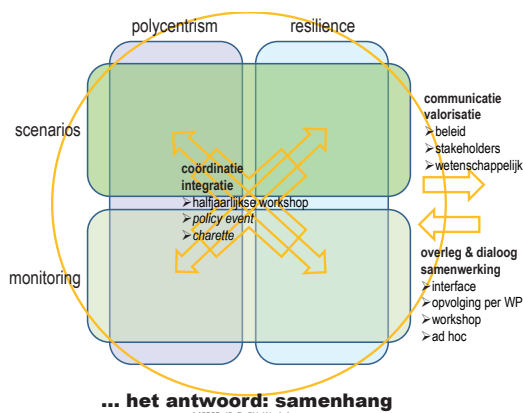 polycentrism
resilience
scenarios
monitoring
coördinatie
integratie
➢halfjaarlijkse workshop
➢policy event
➢charette
communicatie
valorisatie
➢beleid
➢stakeholders
➢wetenschappelijk
overleg & dialoog
samenwerking
➢interface
➢opvolging per WP
➢workshop
➢ad hoc
... het antwoord: samenhang